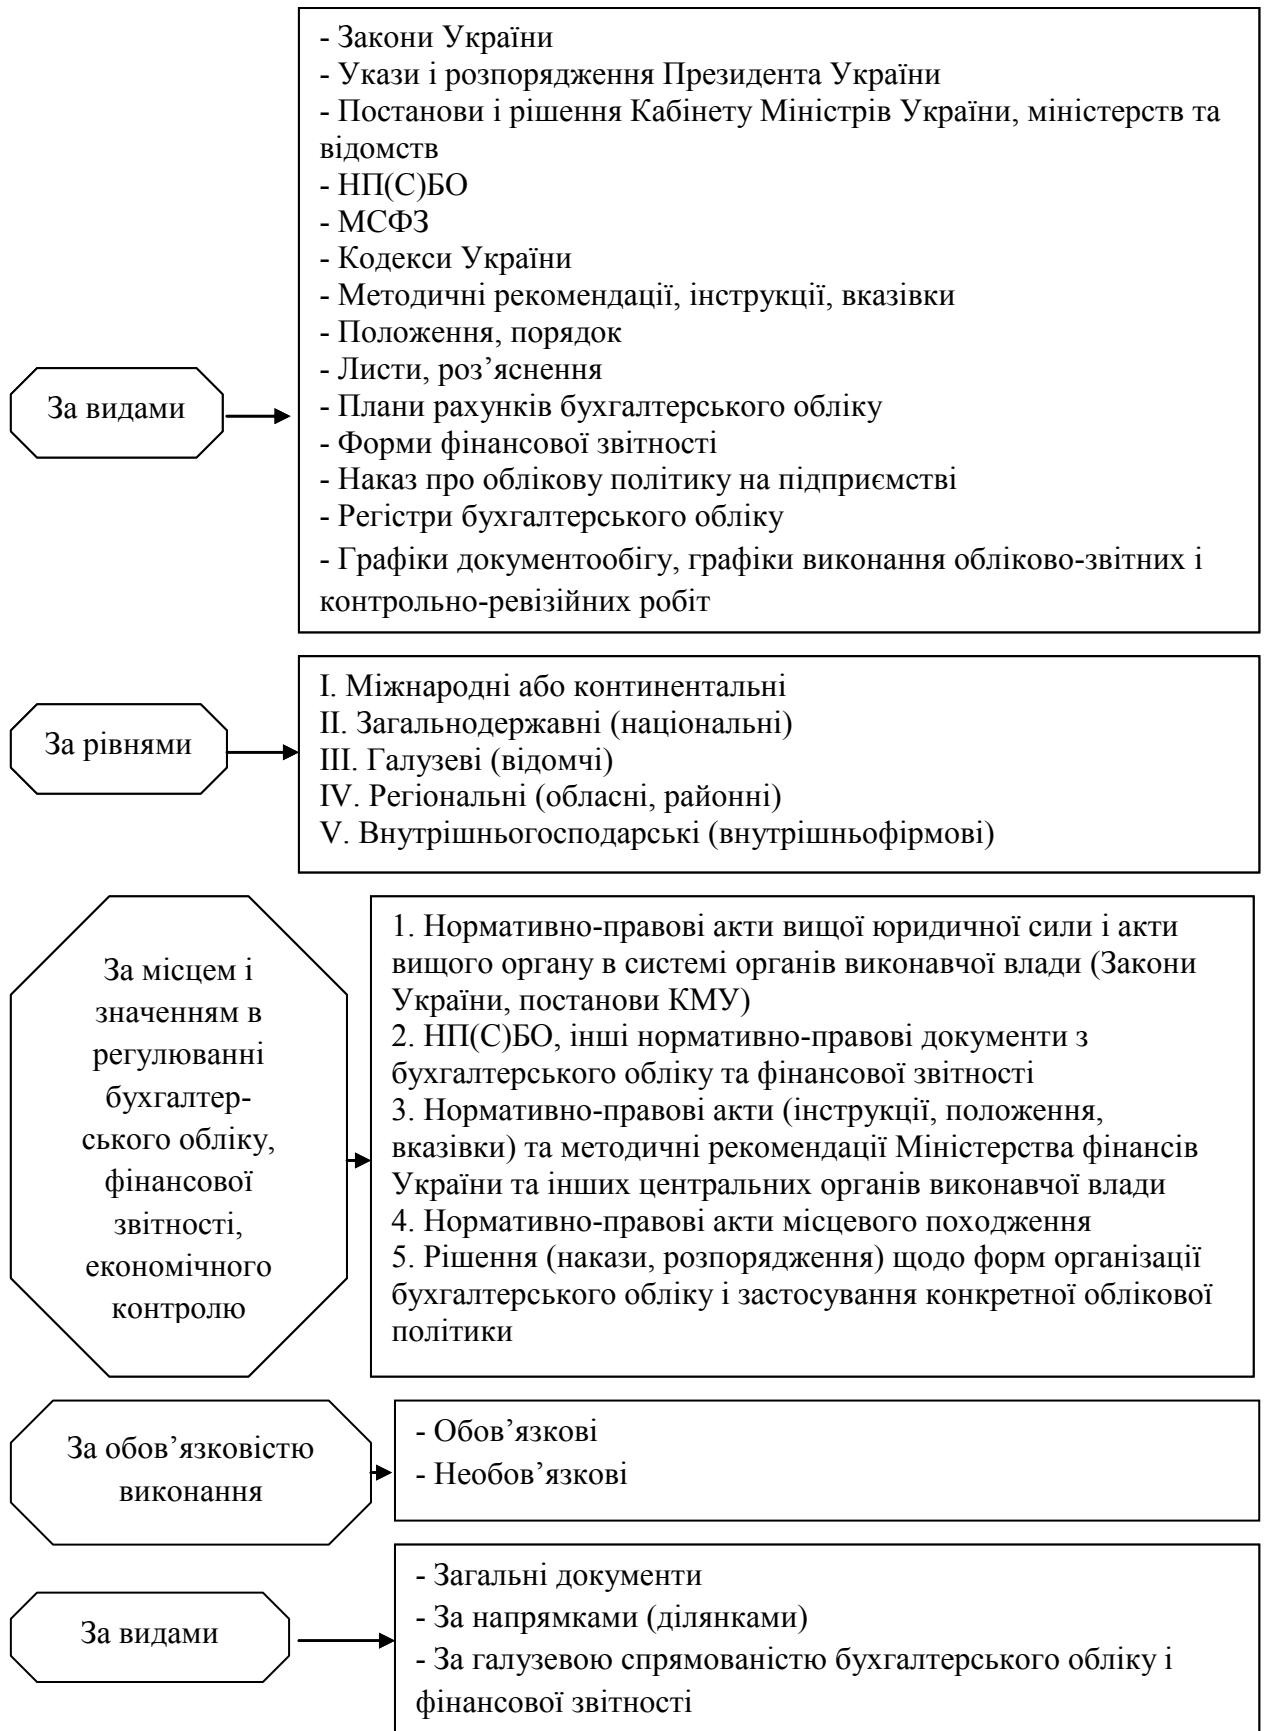 - Закони України
- Укази і розпорядження Президента України
- Постанови і рішення Кабінету Міністрів України, міністерств та
відомств
- НП(С)БО
- МСФЗ
- Кодекси України
- Методичні рекомендації, інструкції, вказівки
- Положення, порядок
- Листи, роз’яснення
За видами
- Плани рахунків бухгалтерського обліку
- Форми фінансової звітності
- Наказ про облікову політику на підприємстві
- Регістри бухгалтерського обліку
- Графіки документообігу, графіки виконання обліково-звітних і
контрольно-ревізійних робіт
За рівнями
I. Міжнародні або континентальні
II. Загальнодержавні (національні)
III. Галузеві (відомчі)
IV. Регіональні (обласні, районні)
V. Внутрішньогосподарські (внутрішньофірмові)
За місцем і
значенням в
регулюванні
бухгалтер-
ського обліку,
фінансової
звітності,
економічного
контролю
1. Нормативно-правові акти вищої юридичної сили і акти
вищого органу в системі органів виконавчої влади (Закони
України, постанови КМУ)
2. НП(С)БО, інші нормативно-правові документи з
бухгалтерського обліку та фінансової звітності
3. Нормативно-правові акти (інструкції, положення,
вказівки) та методичні рекомендації Міністерства фінансів
України та інших центральних органів виконавчої влади
4. Нормативно-правові акти місцевого походження
5. Рішення (накази, розпорядження) щодо форм організації
бухгалтерського обліку і застосування конкретної облікової
політики
За обов’язковістю
виконання
- Обов’язкові
- Необов’язкові
За видами
- Загальні документи
- За напрямками (ділянками)
- За галузевою спрямованістю бухгалтерського обліку і
фінансової звітності